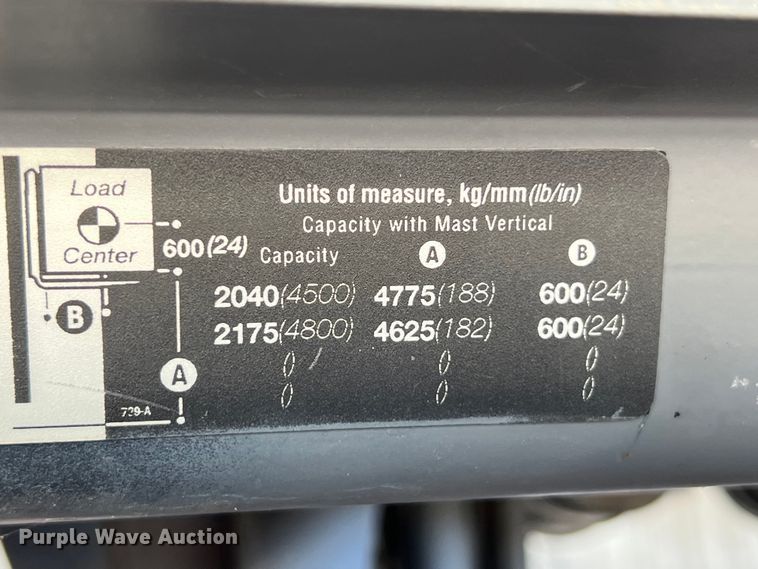 Units of measure, kg/mm(lb/in)
Capacity with Mast Vertical
Load
Center
600(24)
Capacity A B
2040(4500) 4775(188) 600(24)
2175(4800) 4625(182) 600(24)
() () ()
() () ()
B
A
739-A
Purple Wave Auction